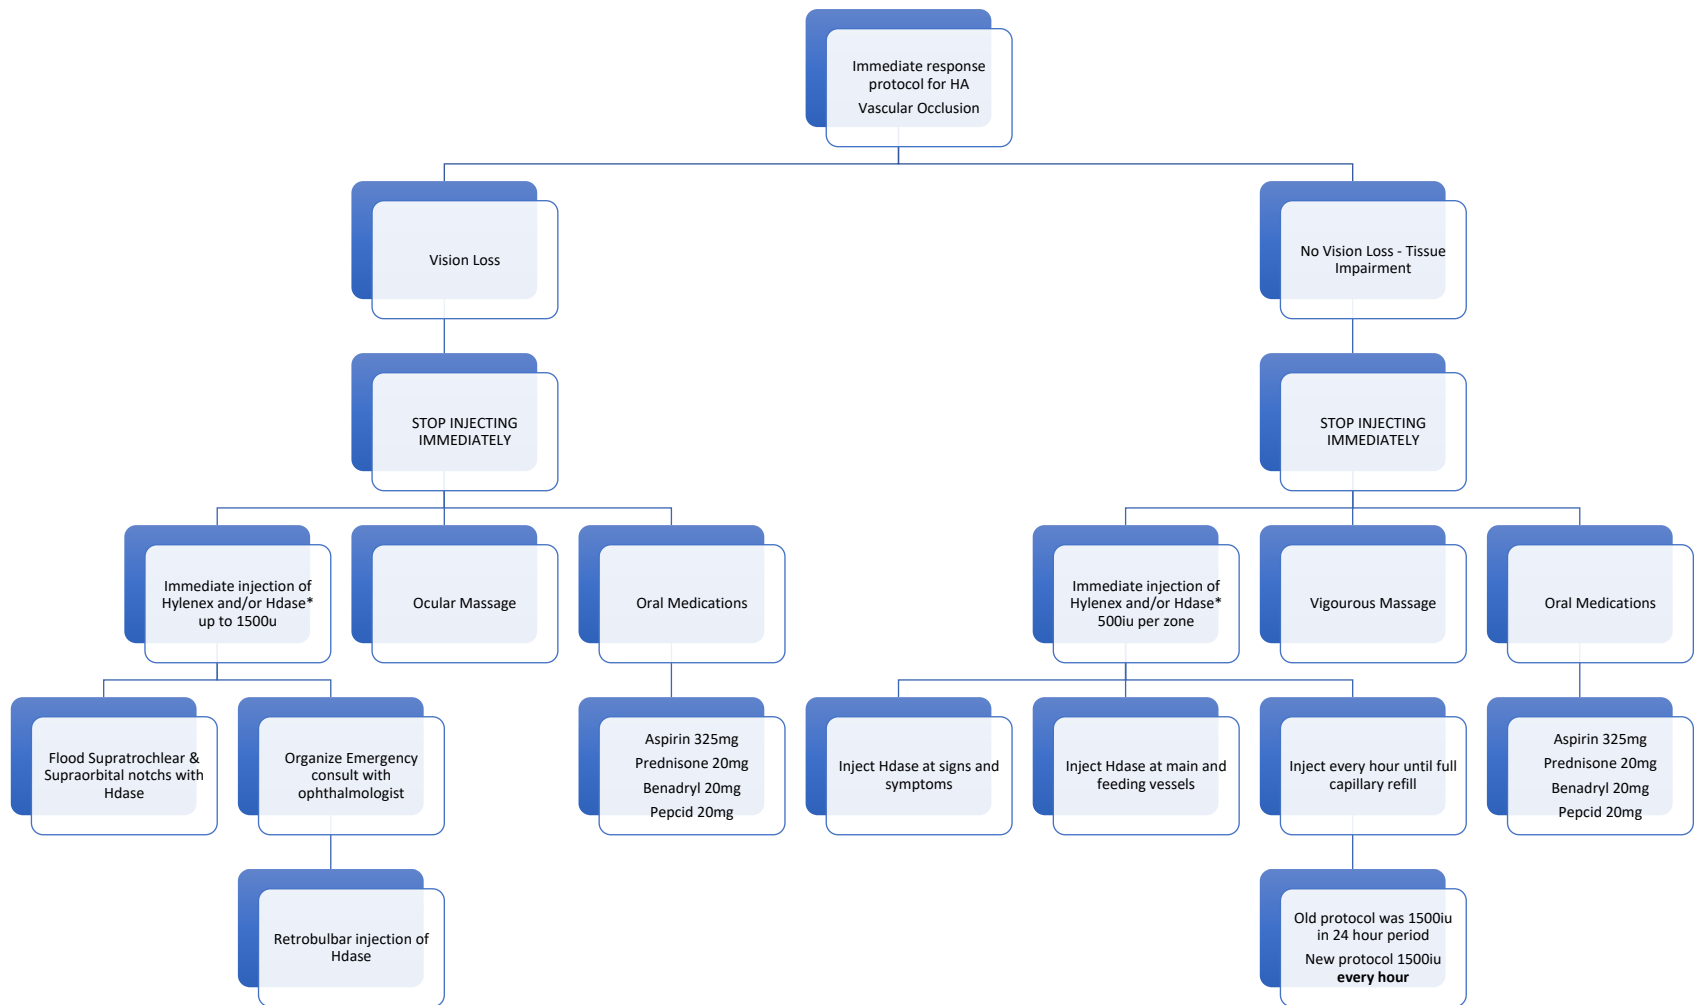 Immediate response
protocol for HA
Vascular Occlusion
Vision Loss
No Vision Loss - Tissue
Impairment
STOP INJECTING
IMMEDIATELY
STOP INJECTING
IMMEDIATELY
Immediate injection of
Hylenex and/or Hdase*
up to 1500u
Ocular Massage
Oral Medications
Immediate injection of
Hylenex and/or Hdase*
500iu per zone
Vigourous Massage
Oral Medications
Flood Supratrochlear &
Supraorbital notchs with
Hdase
Organize Emergency
consult with
ophthalmologist
Aspirin 325mg
Prednisone 20mg
Benadryl 20mg
Pepcid 20mg
Inject Hdase at signs and
symptoms
Inject Hdase at main and
feeding vessels
Inject every hour until full
capillary refill
Aspirin 325mg
Prednisone 20mg
Benadryl 20mg
Pepcid 20mg
Retrobulbar injection of
Hdase
Old protocol was 1500iu
in 24 hour period
New protocol 1500iu
every hour